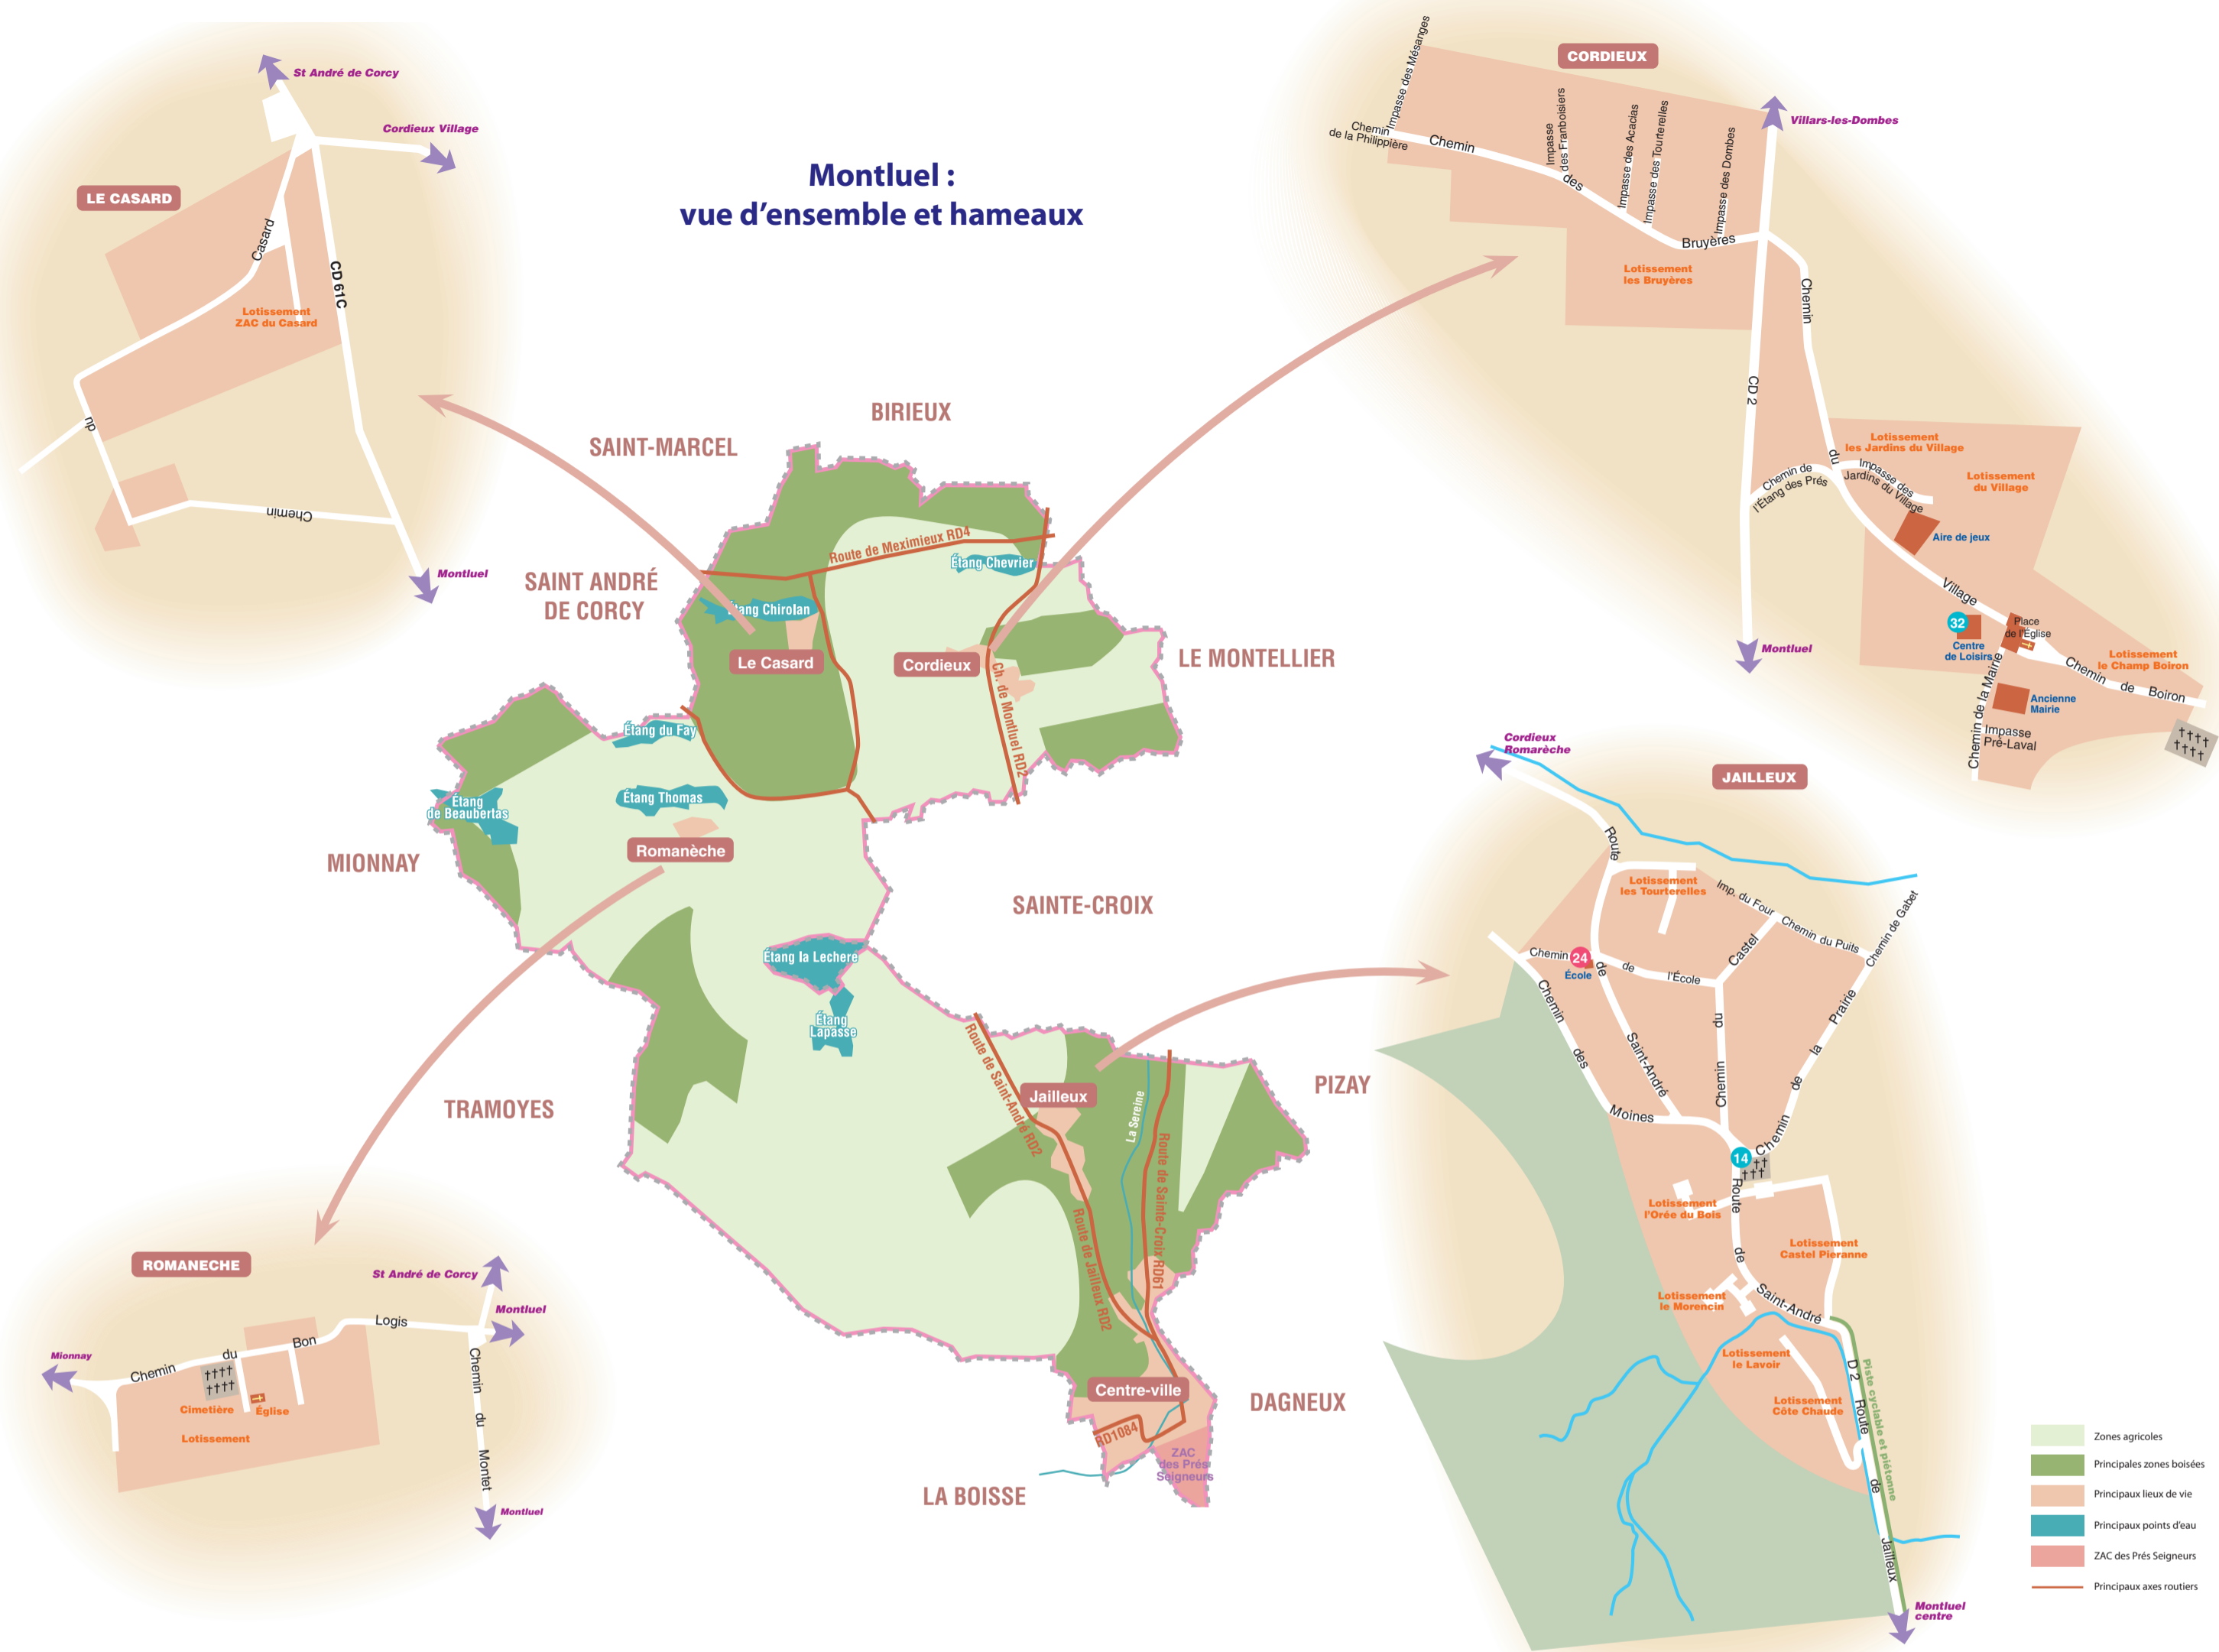 Montluel :
vue d’ensemble et hameaux
LE CASARD
St André de Corcy
Cordieux Village
Casard
CD 61C
Lotissement
ZAC du Casard
du
Chemin
Montluel
CORDIEUX
Impasse des Mésanges
Chemin
de la Philippière
Chemin
des
Bruyères
Impasse
des Franboisiers
Impasse des Acacias
Impasse des Tourterelles
Impasse des Dombes
Villars-les-Dombes
Lotissement
les Bruyères
Chemin
du
Village
CD 2
Lotissement
les Jardins du Village
Chemin de
l'Étang des Prés
Impasse des
Jardins du Village
Lotissement
du Village
Aire de jeux
32
Centre
de Loisirs
Place
de l'Église
Lotissement
le Champ Boiron
Chemin de Boiron
Chemin de la Mairie
Ancienne
Mairie
Impasse
Pré-Laval
Montluel
BIRIEUX
SAINT-MARCEL
SAINT ANDRÉ
DE CORCY
LE MONTELLIER
MIONNAY
SAINTE-CROIX
TRAMOYES
PIZAY
DAGNEUX
LA BOISSE
Route de Meximieux RD4
Étang Chevrier
Étang Chirolan
Le Casard
Cordieux
Ch. de Montluel RD2
Étang du Fay
Étang Thomas
Étang
de Beaubertas
Romanèche
Étang la Lechere
Étang
Lapasse
Route de Saint-André RD2
Jailleux
La Sereine
Route de Sainte-Croix RD61
Route de Jailleux RD2
Centre-ville
RD1084
ZAC
des Prés
Seigneurs
ROMANECHE
St André de Corcy
Montluel
Mionnay
Chemin du Bon Logis
Cimetière
Église
Lotissement
Chemin du Montet
Montluel
JAILLEUX
Cordieux
Romarèche
Route
de
Saint-André
Lotissement
les Tourterelles
Imp. du Four
Chemin du Puits
Chemin de Gabet
Chemin
24
École
de
l'École
Castel
du
Chemin
Chemin
des
Moines
Chemin de la Prairie
14
Route
de
Saint-André
Lotissement
l'Orée du Bois
Lotissement
Castel Pieranne
Lotissement
le Morencin
Lotissement
le Lavoir
Lotissement
Côte Chaude
D2 Route de Jailleux
Piste cyclable et piétonne
Montluel
centre
Zones agricoles
Principales zones boisées
Principaux lieux de vie
Principaux points d’eau
ZAC des Prés Seigneurs
Principaux axes routiers